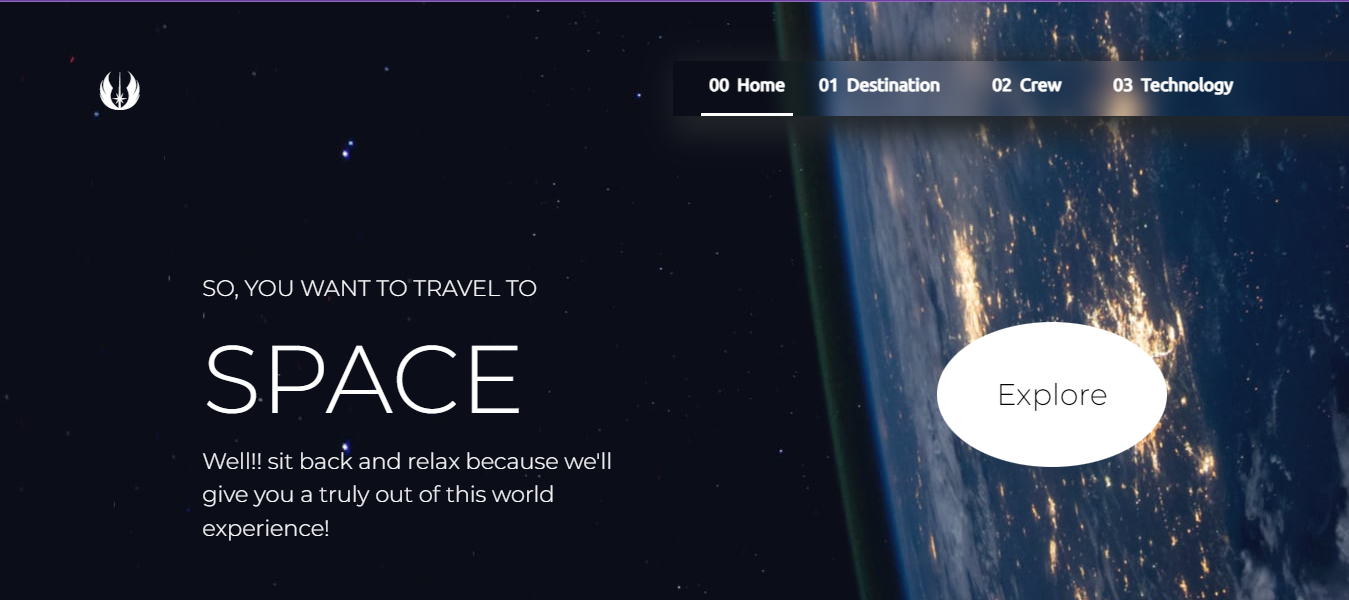 00 Home 01 Destination 02 Crew 03 Technology
SO, YOU WANT TO TRAVEL TO
SPACE
Well!! sit back and relax because we'll
give you a truly out of this world
experience!
Explore